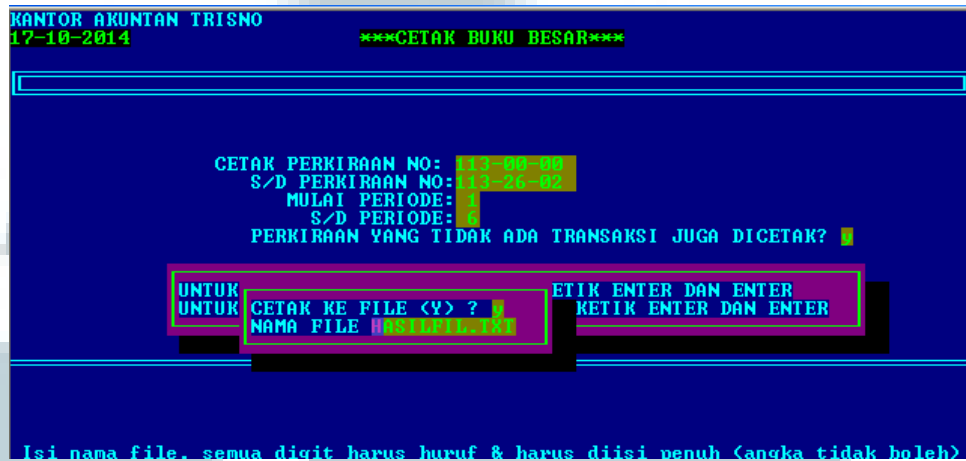 KANTOR AKUNTAN TRISNO
17-10-2014 ***CETAK BUKU BESAR***
CETAK PERKIRAAN NO: 113-00-00
S/D PERKIRAAN NO:113-26-02
MULAI PERIODE: 1
S/D PERIODE: 6
PERKIRAAN YANG TIDAK ADA TRANSAKSI JUGA DICETAK? y
UNTUK ETIK ENTER DAN ENTER
UNTUK KETIK ENTER DAN ENTER
CETAK KE FILE (Y) ? y
NAMA FILE HASILFIL.TXT
Isi nama file, semua digit harus huruf & harus diisi penuh (angka tidak boleh)